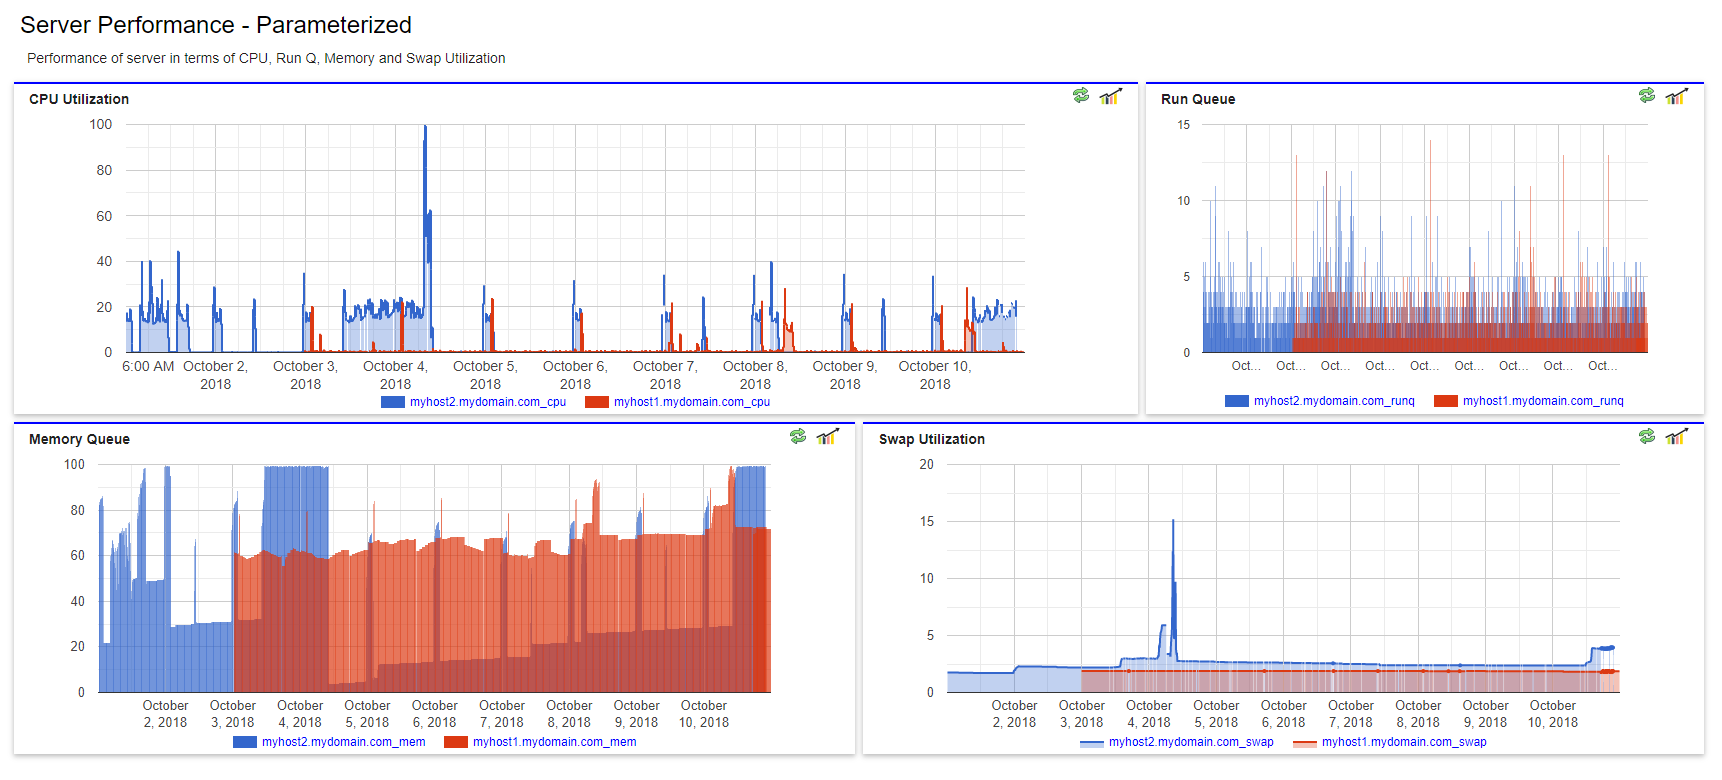 Server Performance - Parameterized
Performance of server in terms of CPU, Run Q, Memory and Swap Utilization
CPU Utilization
100
80
60
40
20
0
6:00 AM October 2, October 3, October 4, October 5, October 6, October 7, October 8, October 9, October 10,
2018 2018 2018 2018 2018 2018 2018 2018 2018
myhost2.mydomain.com_cpu myhost1.mydomain.com_cpu
Run Queue
15
10
5
0
Oct... Oct... Oct... Oct... Oct... Oct... Oct... Oct... Oct...
myhost2.mydomain.com_runq myhost1.mydomain.com_runq
Memory Queue
100
80
60
40
20
0
October October October October October October October October October
2, 2018 3, 2018 4, 2018 5, 2018 6, 2018 7, 2018 8, 2018 9, 2018 10, 2018
myhost2.mydomain.com_mem myhost1.mydomain.com_mem
Swap Utilization
20
15
10
5
0
October October October October October October October October October
2, 2018 3, 2018 4, 2018 5, 2018 6, 2018 7, 2018 8, 2018 9, 2018 10, 2018
myhost2.mydomain.com_swap myhost1.mydomain.com_swap